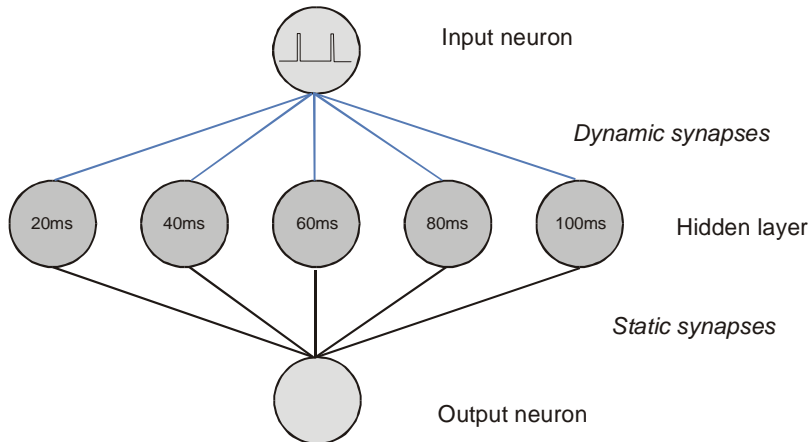 Input neuron
Dynamic synapses
20ms 40ms 60ms 80ms 100ms Hidden layer
Static synapses
Output neuron